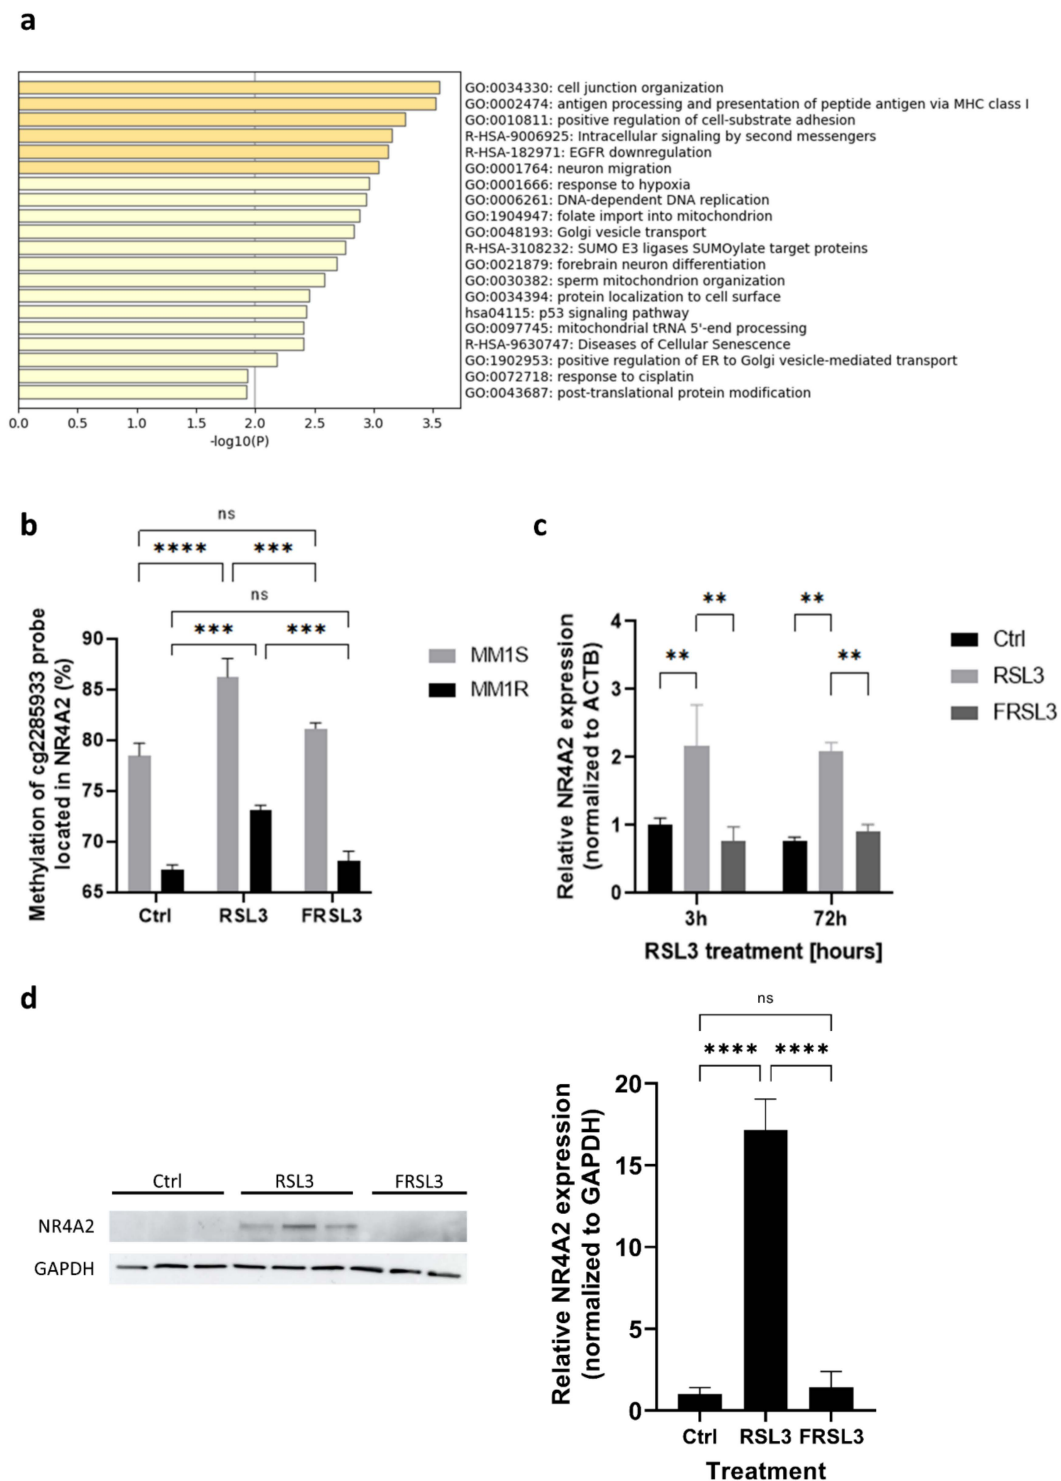 a
GO:0034330: cell junction organization
GO:0002474: antigen processing and presentation of peptide antigen via MHC class I
GO:0010811: positive regulation of cell-substrate adhesion
R-HSA-9006925: Intracellular signaling by second messengers
R-HSA-182971: EGFR downregulation
GO:0001764: neuron migration
GO:0001666: response to hypoxia
GO:0006261: DNA-dependent DNA replication
GO:1904947: folate import into mitochondrion
GO:0048193: Golgi vesicle transport
R-HSA-3108232: SUMO E3 ligases SUMOylate target proteins
GO:0021879: forebrain neuron differentiation
GO:0030382: sperm mitochondrion organization
GO:0034394: protein localization to cell surface
hsa04115: p53 signaling pathway
GO:0097745: mitochondrial tRNA 5'-end processing
R-HSA-9630747: Diseases of Cellular Senescence
GO:1902953: positive regulation of ER to Golgi vesicle-mediated transport
GO:0072718: response to cisplatin
GO:0043687: post-translational protein modification
0.0 0.5 1.0 1.5 2.0 2.5 3.0 3.5
-log10(P)
b
ns
**** ***
ns
*** ***
Methylation of cg2285933 probe
located in NR4A2 (%)
90
85
80
75
70
65
Ctrl RSL3 FRSL3
MM1S
MM1R
c
** **
** **
Relative NR4A2 expression
(normalized to ACTB)
4
3
2
1
0
3h 72h
RSL3 treatment [hours]
Ctrl
RSL3
FRSL3
d
Ctrl RSL3 FRSL3
NR4A2
GAPDH
ns
**** ****
Relative NR4A2 expression
(normalized to GAPDH)
20
15
10
5
0
Ctrl RSL3 FRSL3
Treatment